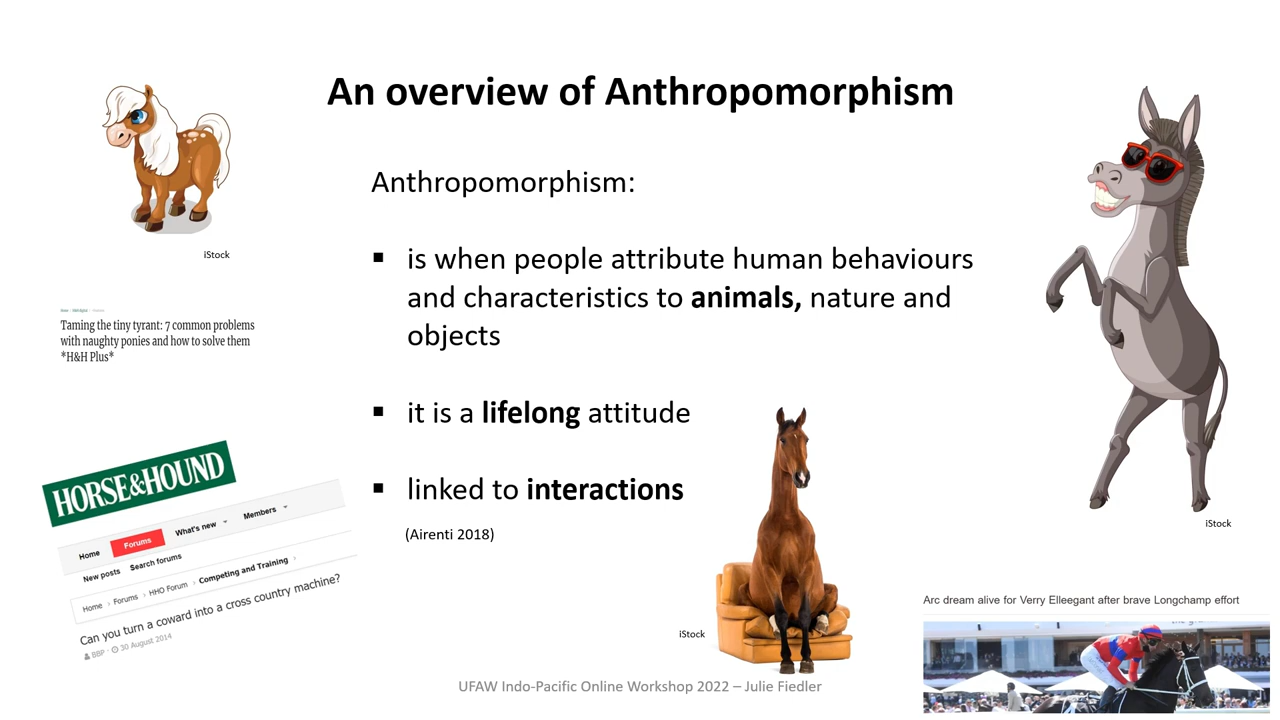 An overview of Anthropomorphism
iStock
Taming the tiny tyrant: 7 common problems
with naughty ponies and how to solve them
*H&H Plus*
HORSE&HOUND
Home Forums What's new Members
New posts Search forums
Home › Forums › HHO Forum › Competing and Training ›
Can you turn a coward into a cross country machine?
BBP · 30 August 2014
Anthropomorphism:
▪ is when people attribute human behaviours
and characteristics to animals, nature and
objects
▪ it is a lifelong attitude
▪ linked to interactions
(Airenti 2018)
iStock
iStock
Arc dream alive for Verry Elleegant after brave Longchamp effort
UFAW Indo-Pacific Online Workshop 2022 – Julie Fiedler